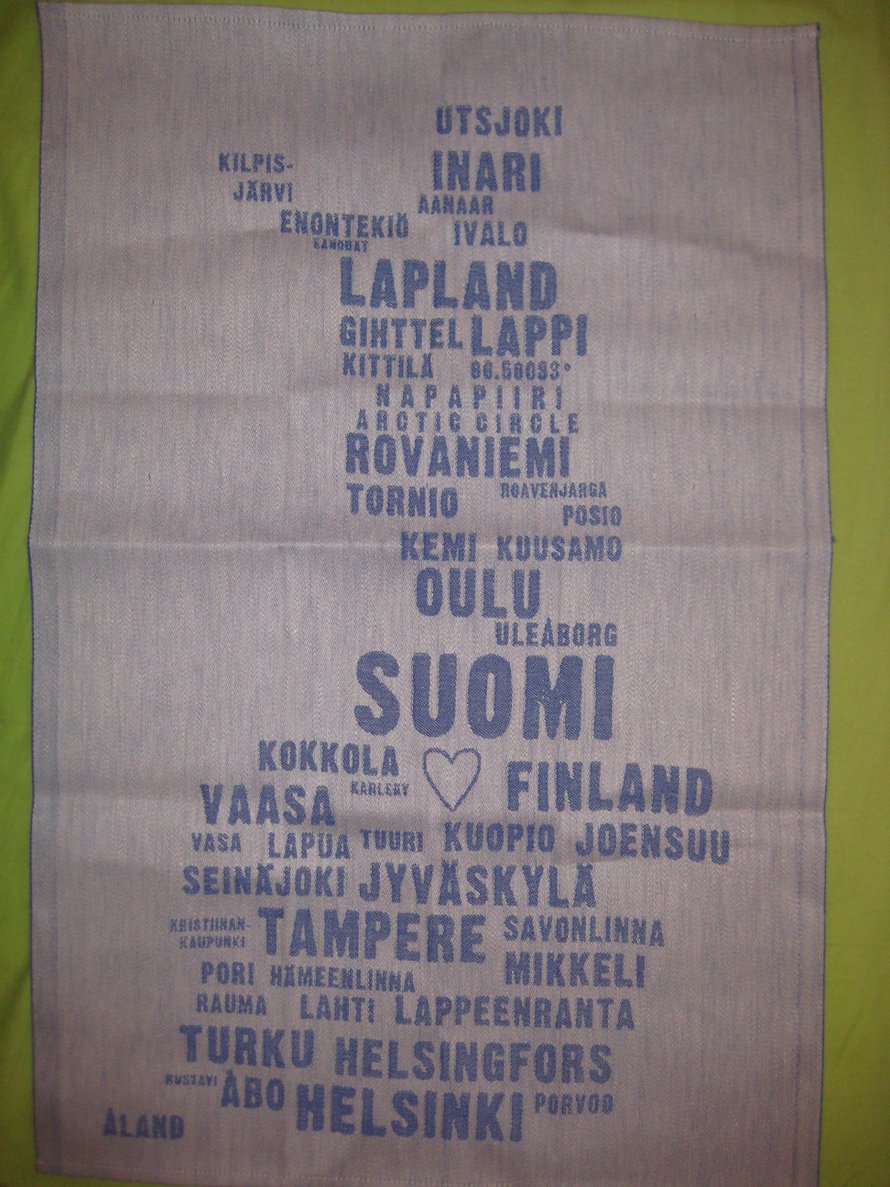 UTSJOKI
KILPIS-
JÄRVI
INARI
AANAAR
ENONTEKIÖ
IVALO
LAPLAND
GIHTTEL LAPPI
KITTILÄ
NAPAPIIRI
ARCTIC CIRCLE
ROVANIEMI
TORNIO ROAVENJARGA
POSIO
KEMI KUUSAMO
OULU
ULEÅBORG
SUOMI
KOKKOLA
KARLEBY
FINLAND
VAASA
VASA LAPUA TUURI KUOPIO JOENSUU
SEINÄJOKI JYVÄSKYLÄ
KRISTIINAN-
KAUPUNKI
TAMPERE SAVONLINNA
MIKKELI
PORI HÄMEENLINNA
RAUMA LAHTI LAPPEENRANTA
TURKU HELSINGFORS
KUSTAVI ÅBO HELSINKI PORVOO
ÅLAND